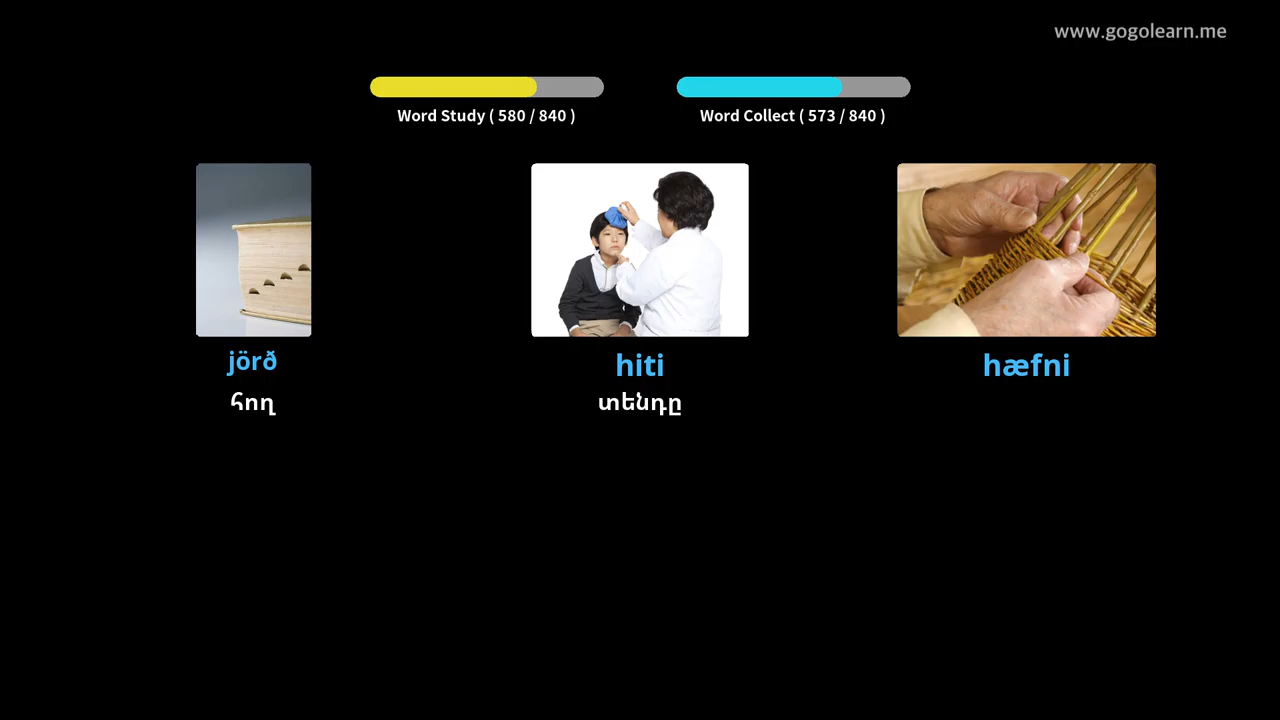 www.gogolearn.me
Word Study ( 580 / 840 )
Word Collect ( 573 / 840 )
jörð
հող
hiti
տենդը
hæfni